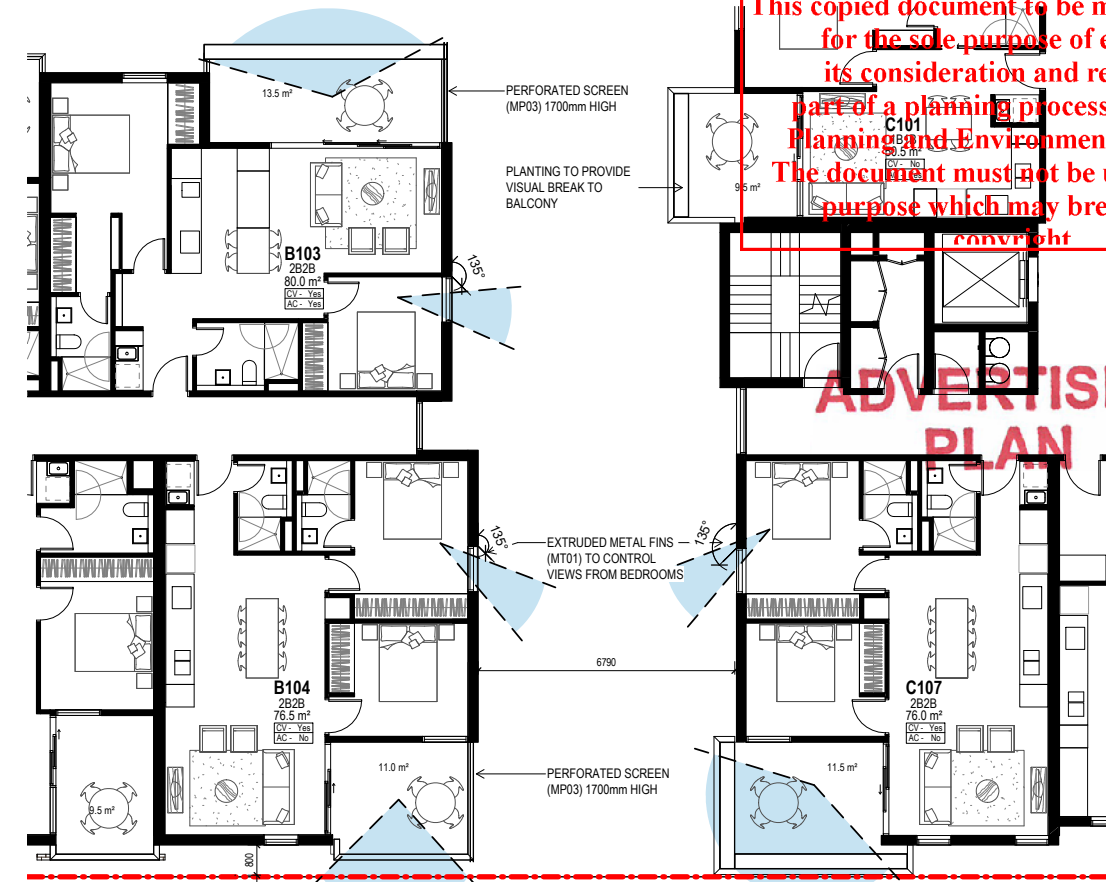 This copied document to be m
for the sole purpose of e
its consideration and re
part of a planning process
Planning and Environmen
The document must not be u
purpose which may bre
copyright
13.5 m²
PERFORATED SCREEN
(MP03) 1700mm HIGH
PLANTING TO PROVIDE
VISUAL BREAK TO
BALCONY
C101
CV - No
B103
2B2B
80.0 m²
CV - Yes
AC - Yes
135°
ADVERTIS
PLAN
135°
EXTRUDED METAL FINS
(MT01) TO CONTROL
VIEWS FROM BEDROOMS
135°
6790
B104
2B2B
76.5 m²
CV - Yes
AC - No
C107
2B2B
76.0 m²
CV - Yes
AC - No
11.0 m²
PERFORATED SCREEN
(MP03) 1700mm HIGH
11.5 m²
9.5 m²
800